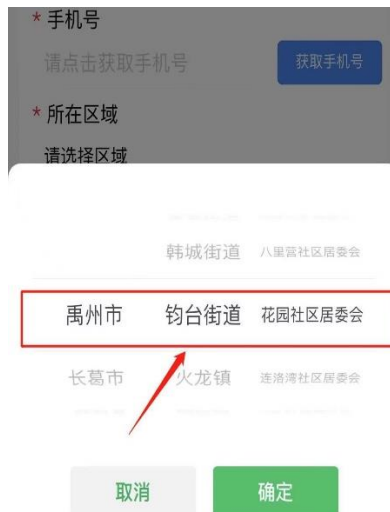 * 手机号
请点击获取手机号 获取手机号
* 所在区域
请选择区域
韩城街道 八里营社区居委会
禹州市 钧台街道 花园社区居委会
长葛市 火龙镇 连洛湾社区居委会
取消 确定